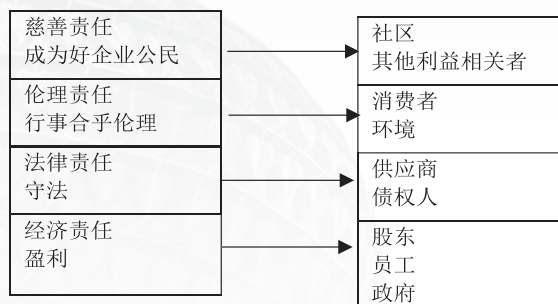 慈善责任
成为好企业公民
伦理责任
行事合乎伦理
法律责任
守法
经济责任
盈利
社区
其他利益相关者
消费者
环境
供应商
债权人
股东
员工
政府